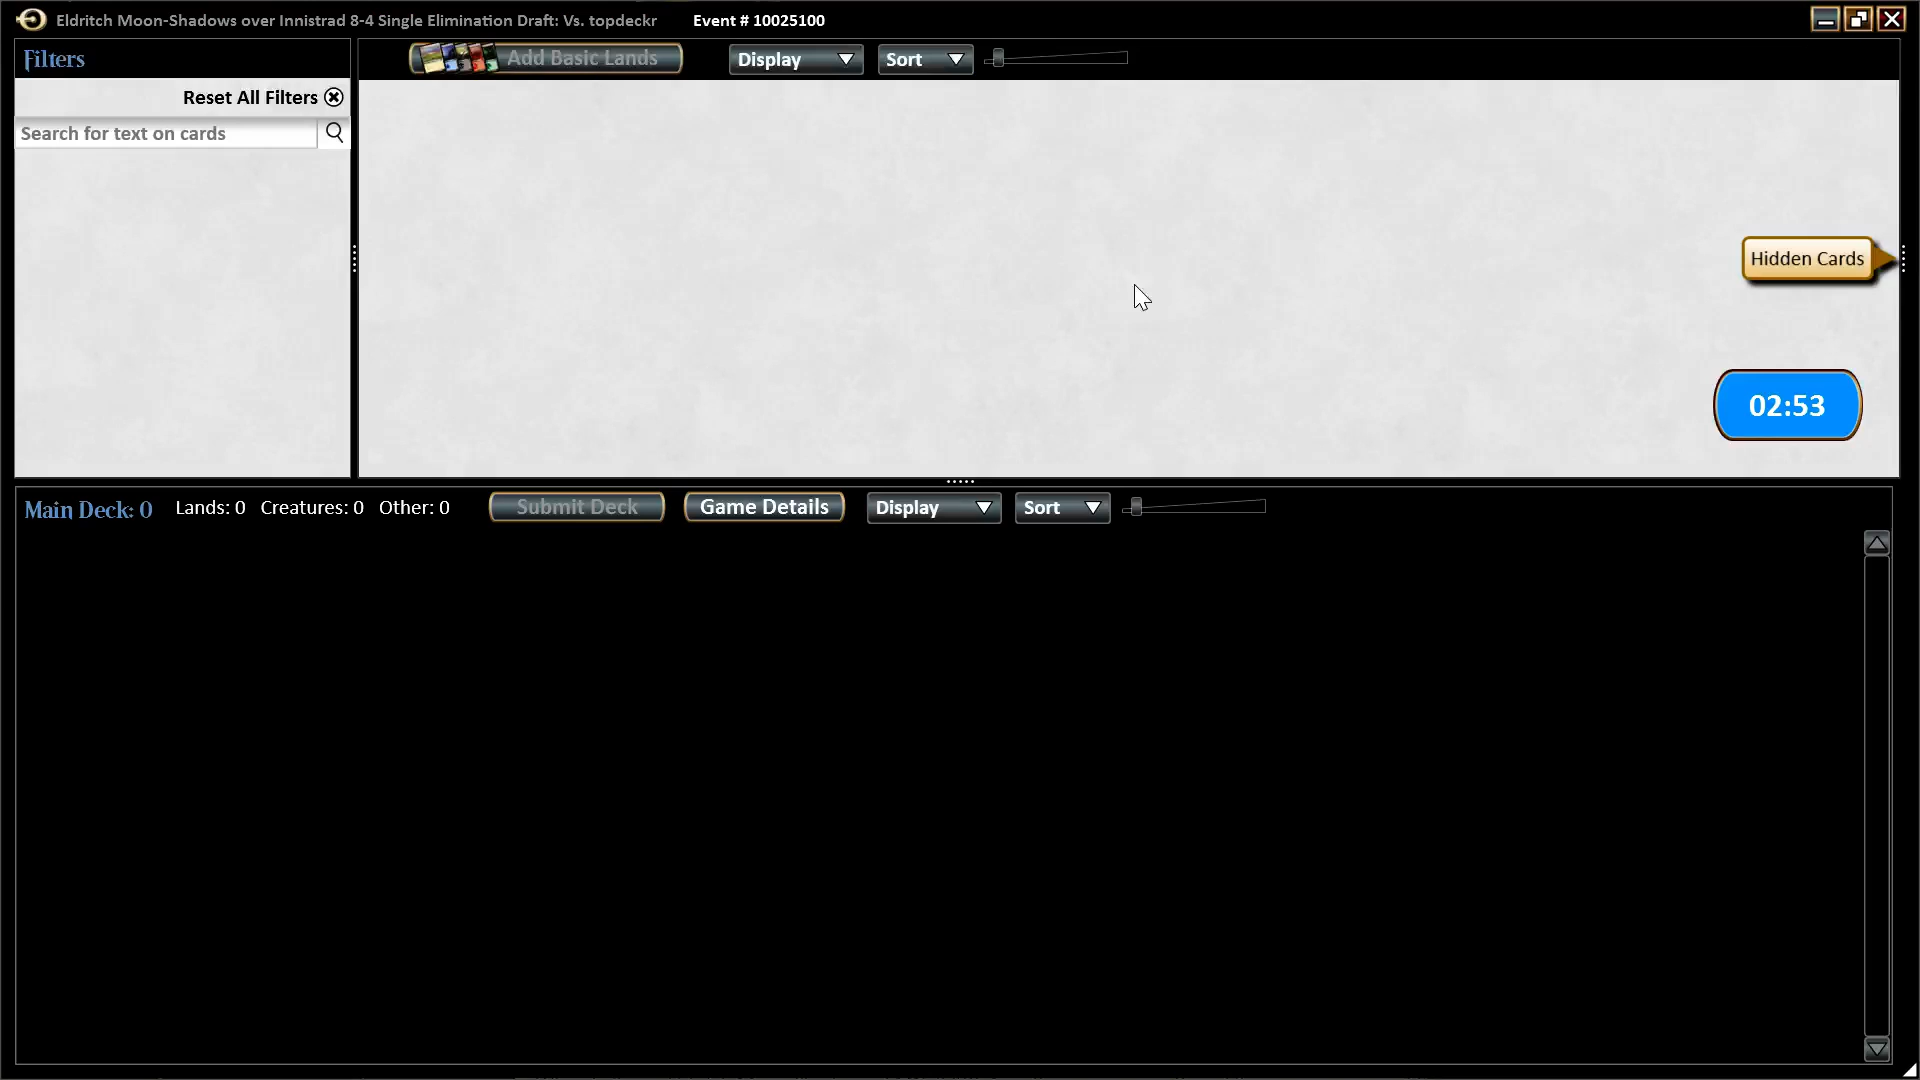 Eldritch Moon-Shadows over Innistrad 8-4 Single Elimination Draft: Vs. topdeckr Event # 10025100
Filters
Add Basic Lands Display Sort
Reset All Filters
Search for text on cards
Hidden Cards
02:53
Main Deck: 0 Lands: 0 Creatures: 0 Other: 0 Submit Deck Game Details Display Sort